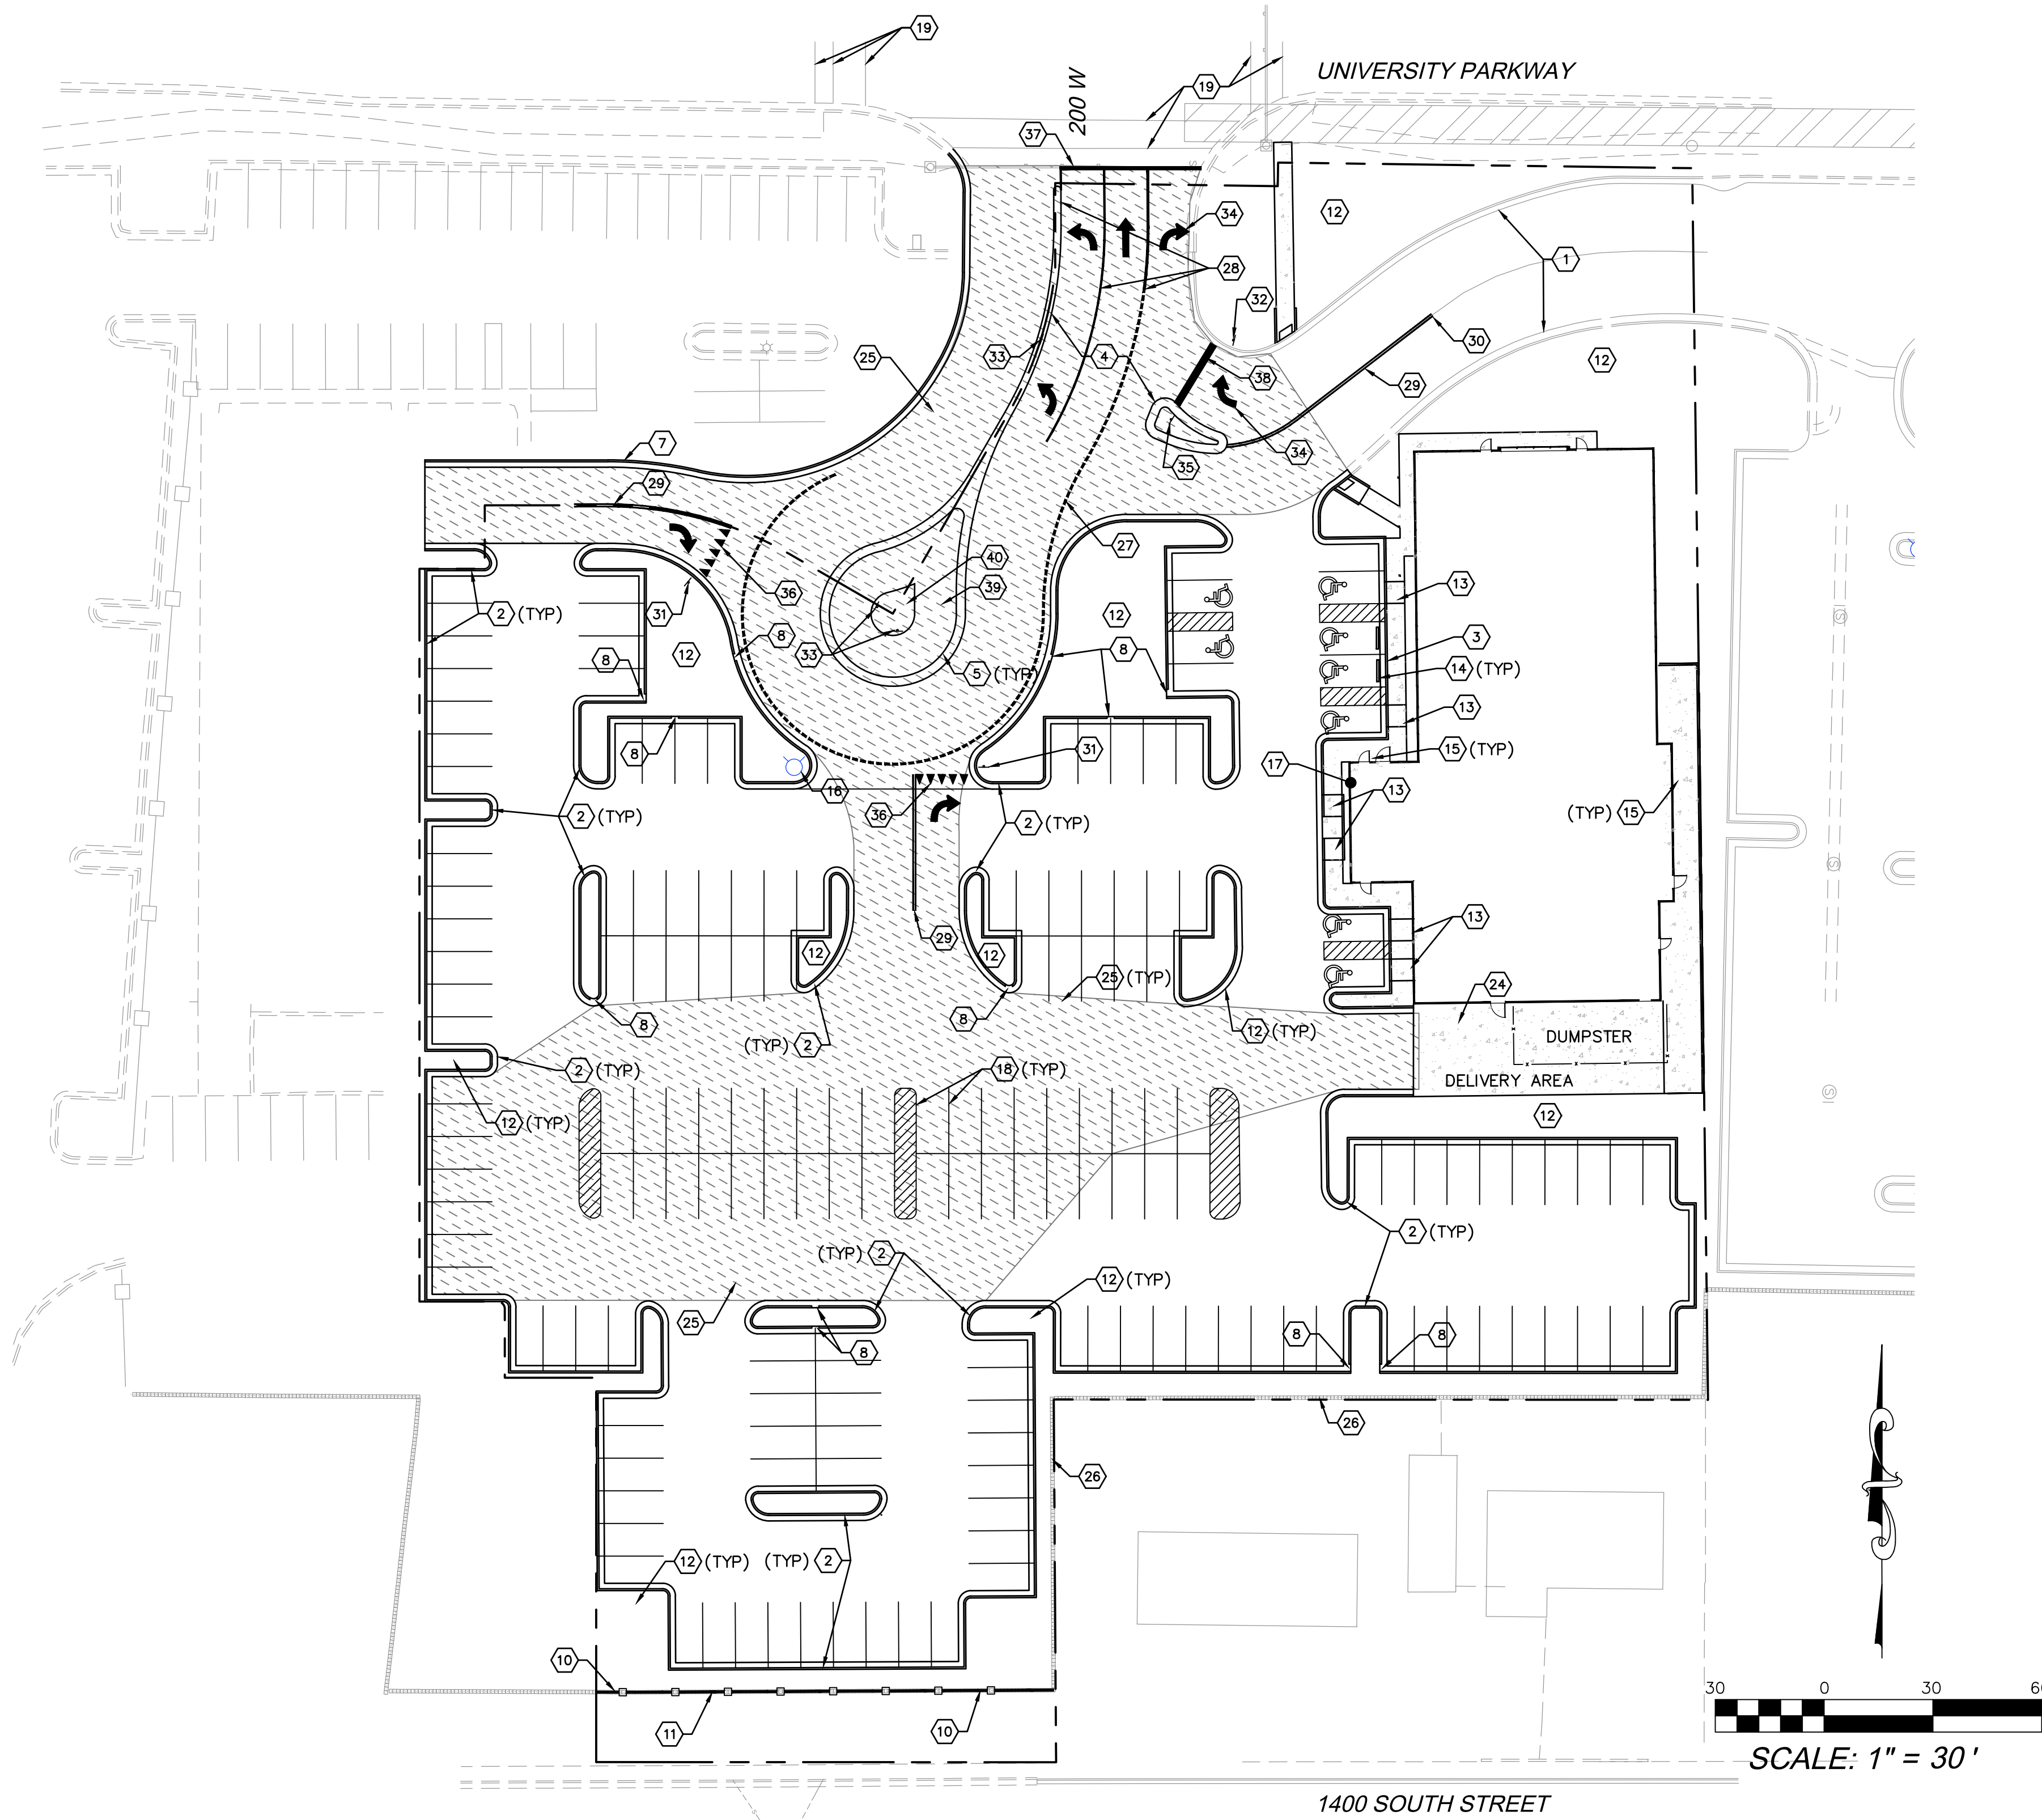 19
UNIVERSITY PARKWAY
19
200 W
37
12
34
1
28
32
25
33
4
30
12
38
29
7
34
35
29
27
40
36
39
13
2 (TYP)
31
12
8
12
8
3
33
8
5 (TYP)
14 (TYP)
13
8
31
17
15 (TYP)
16
13
2 (TYP)
36
2 (TYP)
(TYP) 15
29
13
12
12
25 (TYP)
24
8
8
12 (TYP)
DUMPSTER
(TYP) 2
2 (TYP)
18 (TYP)
DELIVERY AREA
12 (TYP)
12
(TYP) 2
2 (TYP)
12 (TYP)
25
8
8
8
26
26
12 (TYP)
(TYP) 2
10
11
10
30 0 30 60
SCALE: 1" = 30'
1400 SOUTH STREET